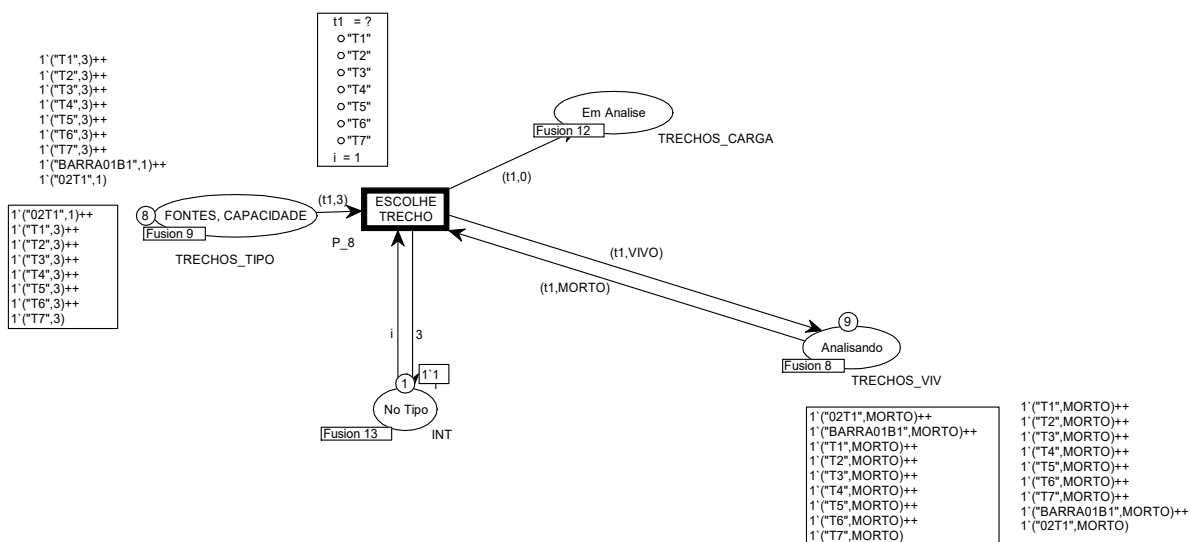 t1 = ?
"T1"
"T2"
"T3"
"T4"
"T5"
"T6"
"T7"
i = 1
1`("T1",3)++
1`("T2",3)++
1`("T3",3)++
1`("T4",3)++
1`("T5",3)++
1`("T6",3)++
1`("T7",3)++
1`("BARRA01B1",1)++
1`("02T1",1)
Em Analise
Fusion 12
TRECHOS_CARGA
(t1,0)
1`("02T1",1)++
1`("T1",3)++
1`("T2",3)++
1`("T3",3)++
1`("T4",3)++
1`("T5",3)++
1`("T6",3)++
1`("T7",3)
8
FONTES, CAPACIDADE
Fusion 9
TRECHOS_TIPO
(t1,3)
ESCOLHE
TRECHO
P_8
(t1,VIVO)
(t1,MORTO)
i
3
9
Analisando
Fusion 8
TRECHOS_VIV
1
1`1
No Tipo
Fusion 13
INT
1`("02T1",MORTO)++
1`("BARRA01B1",MORTO)++
1`("T1",MORTO)++
1`("T2",MORTO)++
1`("T3",MORTO)++
1`("T4",MORTO)++
1`("T5",MORTO)++
1`("T6",MORTO)++
1`("T7",MORTO)
1`("T1",MORTO)++
1`("T2",MORTO)++
1`("T3",MORTO)++
1`("T4",MORTO)++
1`("T5",MORTO)++
1`("T6",MORTO)++
1`("T7",MORTO)++
1`("BARRA01B1",MORTO)++
1`("02T1",MORTO)